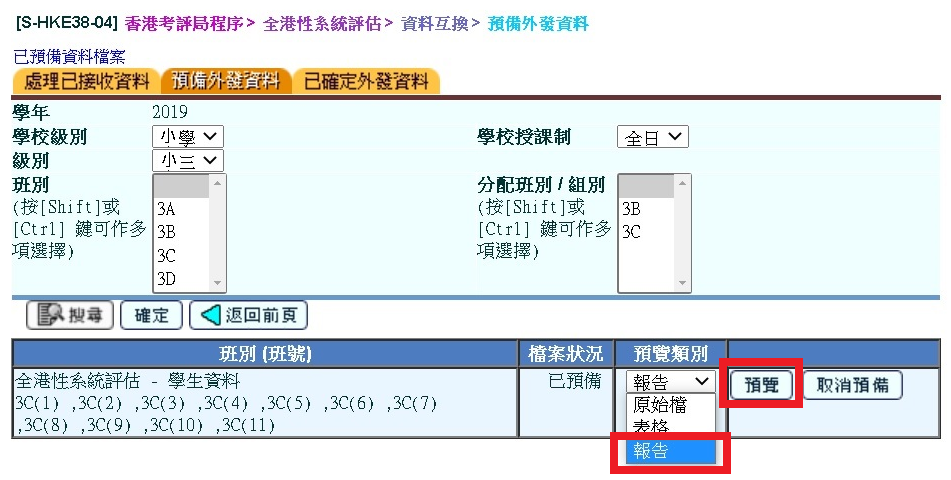 [S-HKE38-04] 香港考評局程序> 全港性系統評估> 資料互換> 預備外發資料
已預備資料檔案
處理已接收資料 預備外發資料 已確定外發資料
學年 2019
學校級別 小學 學校授課制 全日
級別 小三
班別 分配班別 / 組別
(按[Shift]或 (按[Shift]或
3A 3B
[Ctrl] 鍵可作多 [Ctrl] 鍵可作多
3B 3C
項選擇) 項選擇)
3C
3D
搜尋 確定 返回前頁
班別 (班號) 檔案狀況 預覽類別
全港性系統評估 - 學生資料 已預備 報告 預覽 取消預備
3C(1) ,3C(2) ,3C(3) ,3C(4) ,3C(5) ,3C(6) ,3C(7) 原始檔
,3C(8) ,3C(9) ,3C(10) ,3C(11) 表格
報告